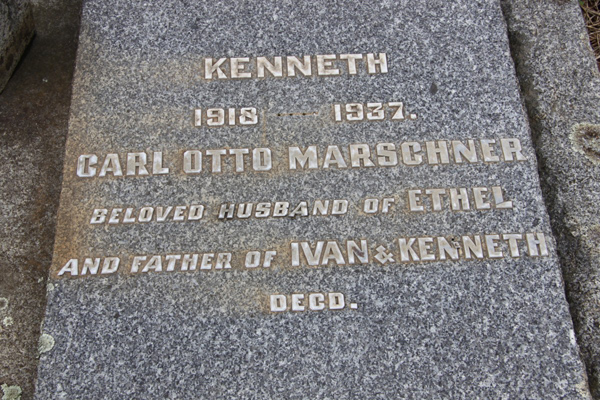 KENNETH
1918 ---- 1937.
CARL OTTO MARSCHNER
BELOVED HUSBAND OF ETHEL
AND FATHER OF IVAN & KENNETH
DECD.